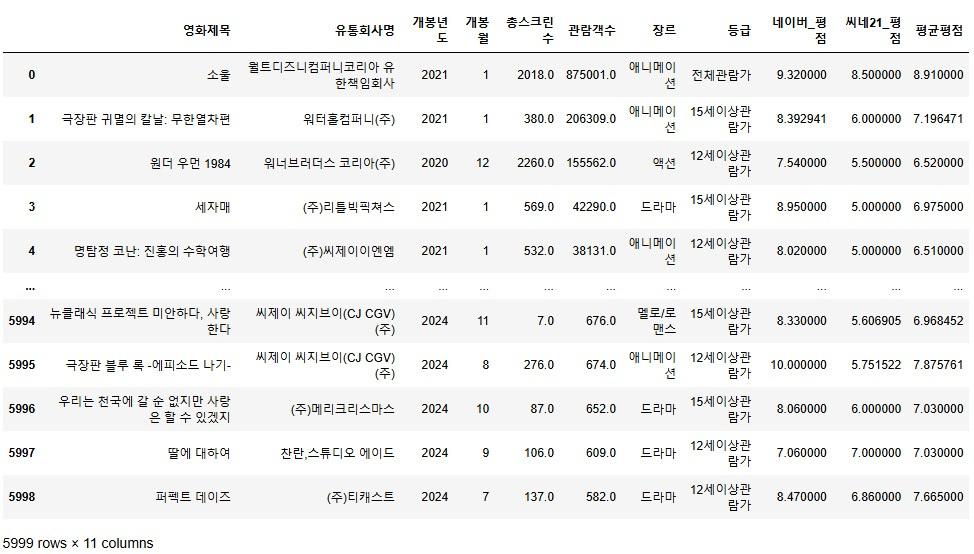 영화제목 유통회사명 개봉년도 개봉월 총스크린수 관람객수 장르 등급 네이버_평점 씨네21_평점 평균평점
0 소울 월트디즈니컴퍼니코리아 유한책임회사 2021 1 2018.0 875001.0 애니메이션 전체관람가 9.320000 8.500000 8.910000
1 극장판 귀멸의 칼날: 무한열차편 워터홀컴퍼니(주) 2021 1 380.0 206309.0 애니메이션 15세이상관람가 8.392941 6.000000 7.196471
2 원더 우먼 1984 워너브러더스 코리아(주) 2020 12 2260.0 155562.0 액션 12세이상관람가 7.540000 5.500000 6.520000
3 세자매 (주)리틀빅픽쳐스 2021 1 569.0 42290.0 드라마 15세이상관람가 8.950000 5.000000 6.975000
4 명탐정 코난: 진홍의 수학여행 (주)씨제이이엔엠 2021 1 532.0 38131.0 애니메이션 12세이상관람가 8.020000 5.000000 6.510000
... ... ... ... ... ... ... ... ... ... ... ...
5994 뉴클래식 프로젝트 미안하다, 사랑한다 씨제이 씨지브이(CJ CGV)(주) 2024 11 7.0 676.0 멜로/로맨스 15세이상관람가 8.330000 5.606905 6.968452
5995 극장판 블루 록 -에피소드 나기- 씨제이 씨지브이(CJ CGV)(주) 2024 8 276.0 674.0 애니메이션 12세이상관람가 10.000000 5.751522 7.875761
5996 우리는 천국에 갈 순 없지만 사랑은 할 수 있겠지 (주)메리크리스마스 2024 10 87.0 652.0 드라마 15세이상관람가 8.060000 6.000000 7.030000
5997 딸에 대하여 찬란,스튜디오 에이드 2024 9 106.0 609.0 드라마 12세이상관람가 7.060000 7.000000 7.030000
5998 퍼펙트 데이즈 (주)티캐스트 2024 7 137.0 582.0 드라마 12세이상관람가 8.470000 6.860000 7.665000
5999 rows × 11 columns